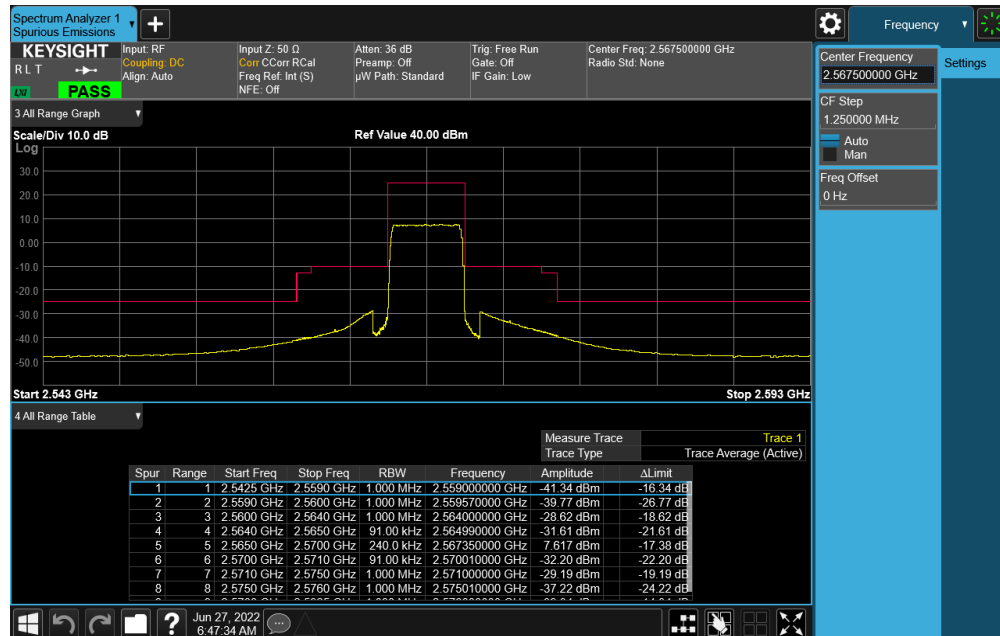 Spectrum Analyzer 1
Spurious Emissions
+
Frequency
KEYSIGHT
R L T
LXI
PASS
Input: RF
Coupling: DC
Align: Auto
Input Z: 50 Ω
Corr CCorr RCal
Freq Ref: Int (S)
NFE: Off
Atten: 36 dB
Preamp: Off
µW Path: Standard
Trig: Free Run
Gate: Off
IF Gain: Low
Center Freq: 2.567500000 GHz
Radio Std: None
Center Frequency
2.567500000 GHz
Settings
CF Step
1.250000 MHz
Auto
Man
Freq Offset
0 Hz
3 All Range Graph
Scale/Div 10.0 dB
Ref Value 40.00 dBm
Log
30.0
20.0
10.0
0.00
-10.0
-20.0
-30.0
-40.0
-50.0
Start 2.543 GHz
Stop 2.593 GHz
4 All Range Table
Measure Trace Trace 1
Trace Type Trace Average (Active)
Spur Range Start Freq Stop Freq RBW Frequency Amplitude ΔLimit
1 1 2.5425 GHz 2.5590 GHz 1.000 MHz 2.559000000 GHz -41.34 dBm -16.34 dB
2 2 2.5590 GHz 2.5600 GHz 1.000 MHz 2.559570000 GHz -39.77 dBm -26.77 dB
3 3 2.5600 GHz 2.5640 GHz 1.000 MHz 2.564000000 GHz -28.62 dBm -18.62 dB
4 4 2.5640 GHz 2.5650 GHz 91.00 kHz 2.564990000 GHz -31.61 dBm -21.61 dB
5 5 2.5650 GHz 2.5700 GHz 240.0 kHz 2.567350000 GHz 7.617 dBm -17.38 dB
6 6 2.5700 GHz 2.5710 GHz 91.00 kHz 2.570010000 GHz -32.20 dBm -22.20 dB
7 7 2.5710 GHz 2.5750 GHz 1.000 MHz 2.571000000 GHz -29.19 dBm -19.19 dB
8 8 2.5750 GHz 2.5760 GHz 1.000 MHz 2.575010000 GHz -37.22 dBm -24.22 dB
?
Jun 27, 2022
6:47:34 AM